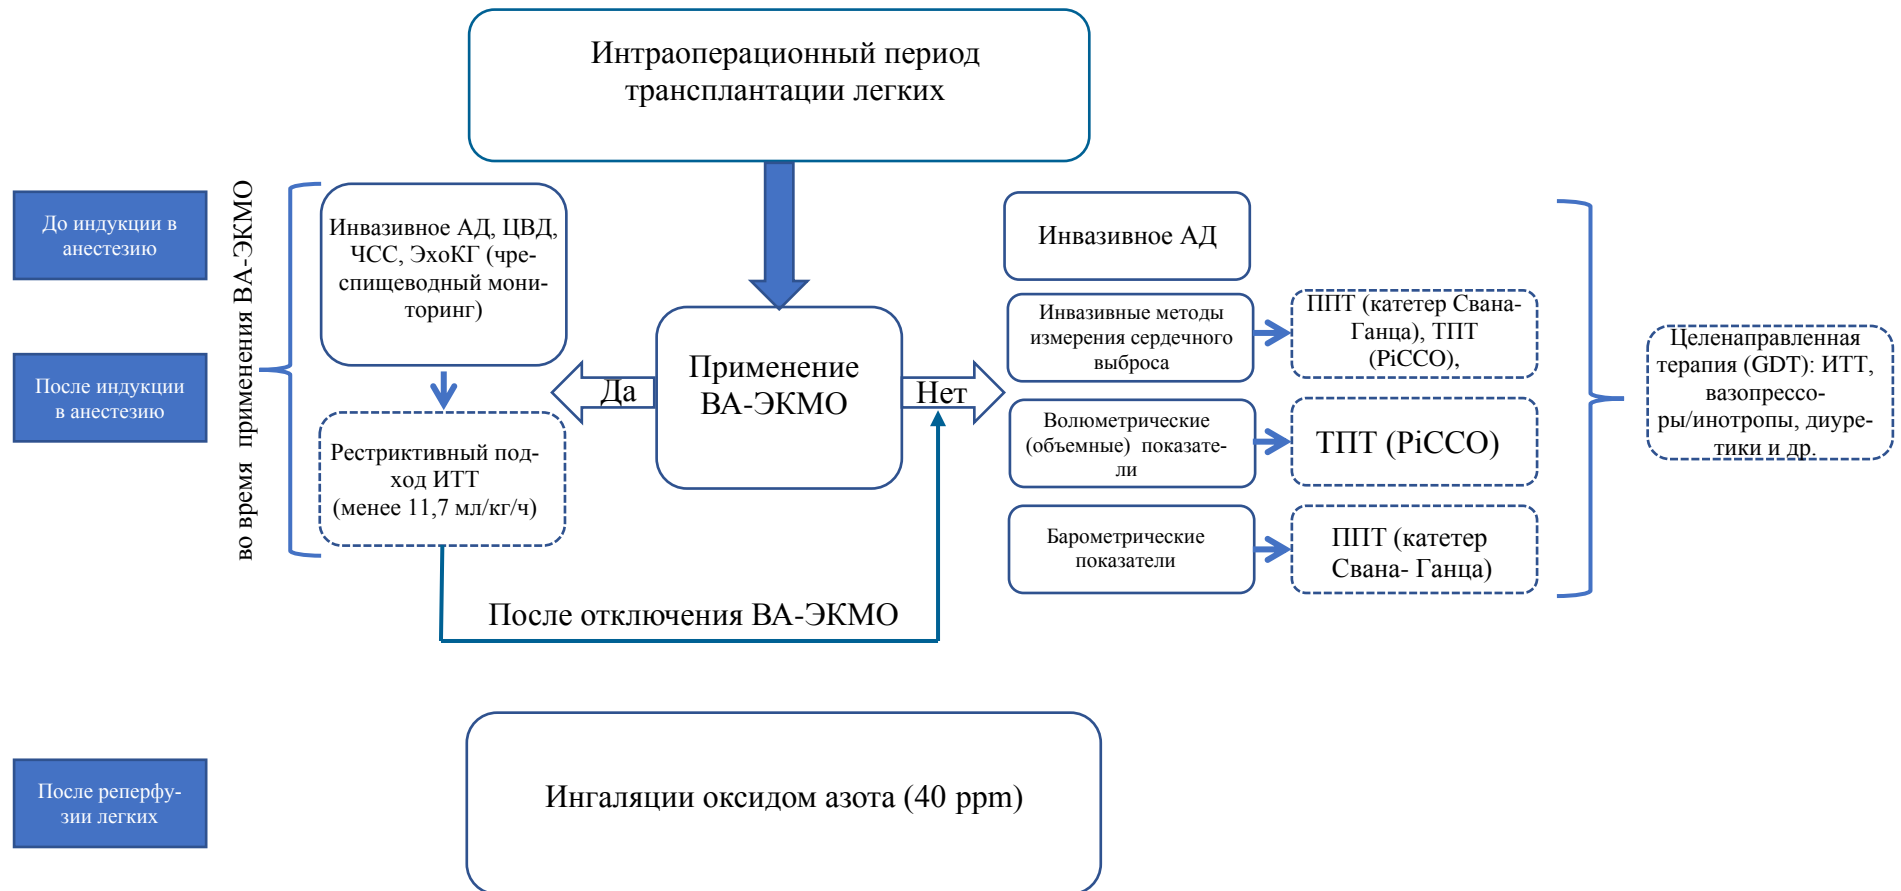 Интраоперационный период
трансплантации легких
До индукции в
анестезию
После индукции
в анестезию
После реперфу-
зии легких
во время применения ВА-ЭКМО
Инвазивное АД, ЦВД,
ЧСС, ЭхоКГ (чре-
спищеводный мони-
торинг)
Рестриктивный под-
ход ИТТ
(менее 11,7 мл/кг/ч)
Да
Применение
ВА-ЭКМО
Нет
После отключения ВА-ЭКМО
Инвазивное АД
Инвазивные методы
измерения сердечного
выброса
ППТ (катетер Свана-
Ганца), ТПТ
(PiCCO),
Волюметрические
(объемные) показате-
ли
ТПТ (PiCCO)
Барометрические
показатели
ППТ (катетер
Свана- Ганца)
Целенаправленная
терапия (GDT): ИТТ,
вазопрессо-
ры/инотропы, диуре-
тики и др.
Ингаляции оксидом азота (40 ppm)